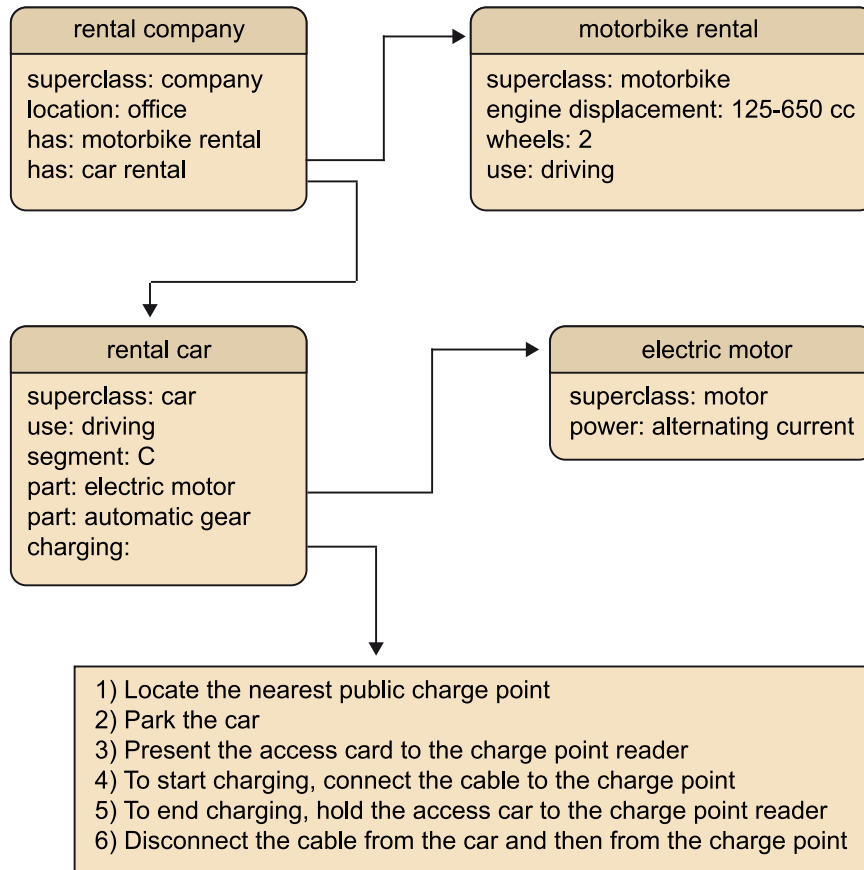 rental company
superclass: company
location: office
has: motorbike rental
has: car rental
motorbike rental
superclass: motorbike
engine displacement: 125-650 cc
wheels: 2
use: driving
rental car
superclass: car
use: driving
segment: C
part: electric motor
part: automatic gear
charging:
electric motor
superclass: motor
power: alternating current
1) Locate the nearest public charge point
2) Park the car
3) Present the access card to the charge point reader
4) To start charging, connect the cable to the charge point
5) To end charging, hold the access car to the charge point reader
6) Disconnect the cable from the car and then from the charge point